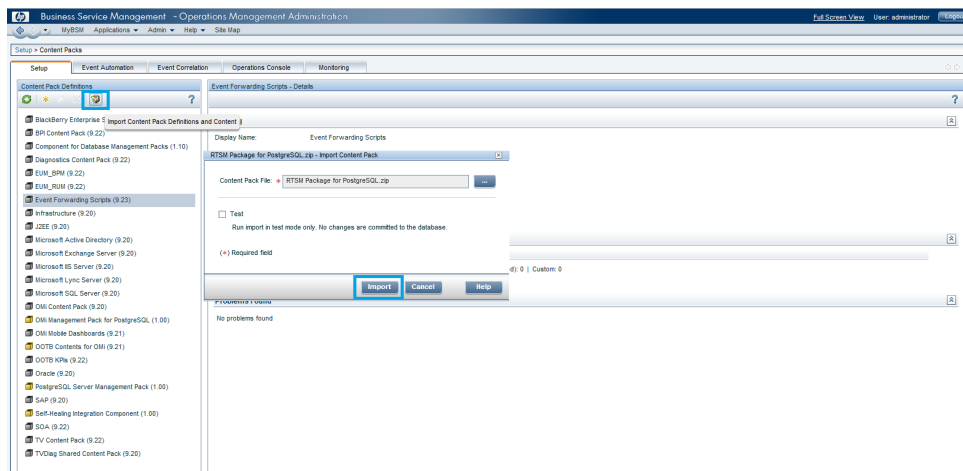 hp Business Service Management - Operations Management Administration Full Screen View User: administrator Logou
MyBSM Applications Admin Help Site Map
Setup > Content Packs
Setup Event Automation Event Correlation Operations Console Monitoring
Content Pack Definitions
?
BlackBerry Enterprise S
Import Content Pack Definitions and Content
BPI Content Pack (9.22)
Component for Database Management Packs (1.10)
Diagnostics Content Pack (9.22)
EUM_BPM (9.22)
EUM_RUM (9.22)
Event Forwarding Scripts (9.23)
Infrastructure (9.20)
J2EE (9.20)
Microsoft Active Directory (9.20)
Microsoft Exchange Server (9.20)
Microsoft IIS Server (9.20)
Microsoft Lync Server (9.20)
Microsoft SQL Server (9.20)
OMi Content Pack (9.20)
OMi Management Pack for PostgreSQL (1.00)
OMi Mobile Dashboards (9.21)
OOTB Contents for OMi (9.21)
OOTB KPIs (9.22)
Oracle (9.20)
PostgreSQL Server Management Pack (1.00)
SAP (9.20)
Self-Healing Integration Component (1.00)
SOA (9.22)
TV Content Pack (9.22)
TVDiag Shared Content Pack (9.20)
Event Forwarding Scripts - Details
?
Display Name: Event Forwarding Scripts
RTSM Package for PostgreSQL.zip - Import Content Pack
Content Pack File: * RTSM Package for PostgreSQL.zip ...
Test
Run import in test mode only. No changes are committed to the database.
(*) Required field
d): 0 | Custom: 0
Import Cancel Help
Problems Found
No problems found